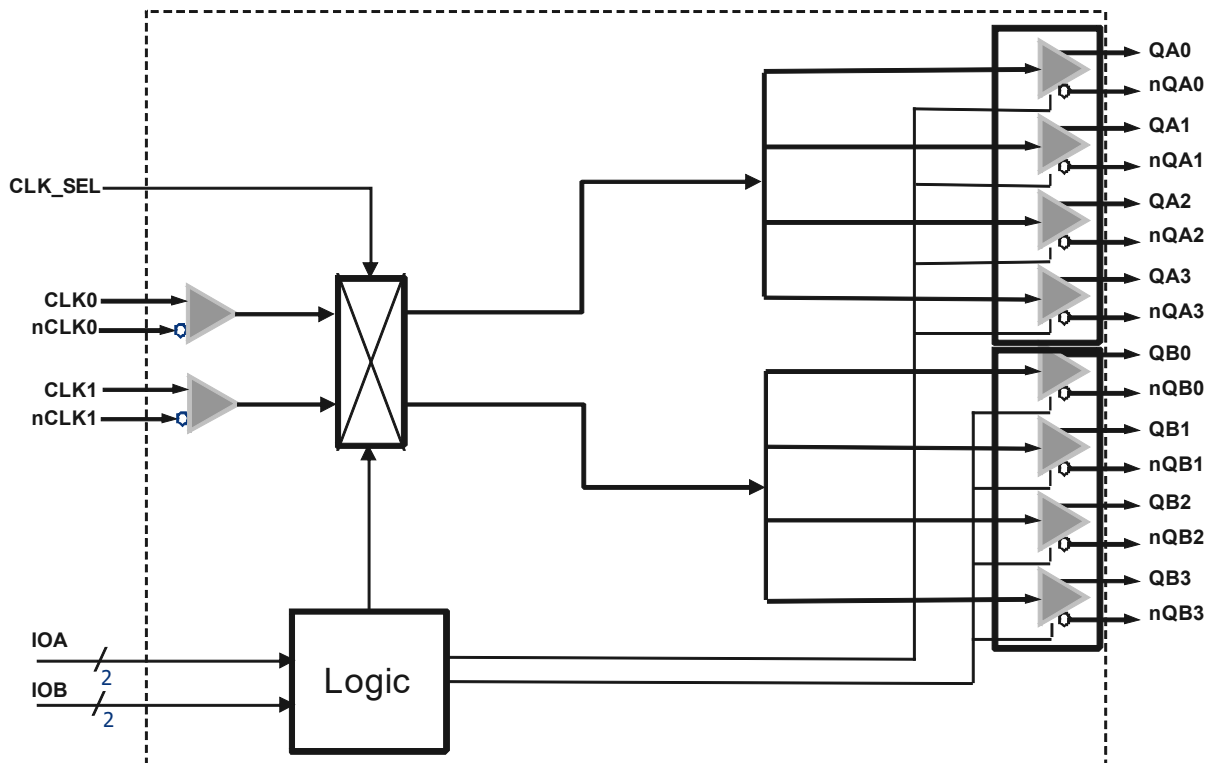 QA0
nQA0
QA1
nQA1
CLK_SEL
QA2
nQA2
QA3
CLK0
nQA3
nCLK0
QB0
CLK1
nQB0
nCLK1
QB1
nQB1
QB2
nQB2
QB3
nQB3
IOA
2
Logic
IOB
2